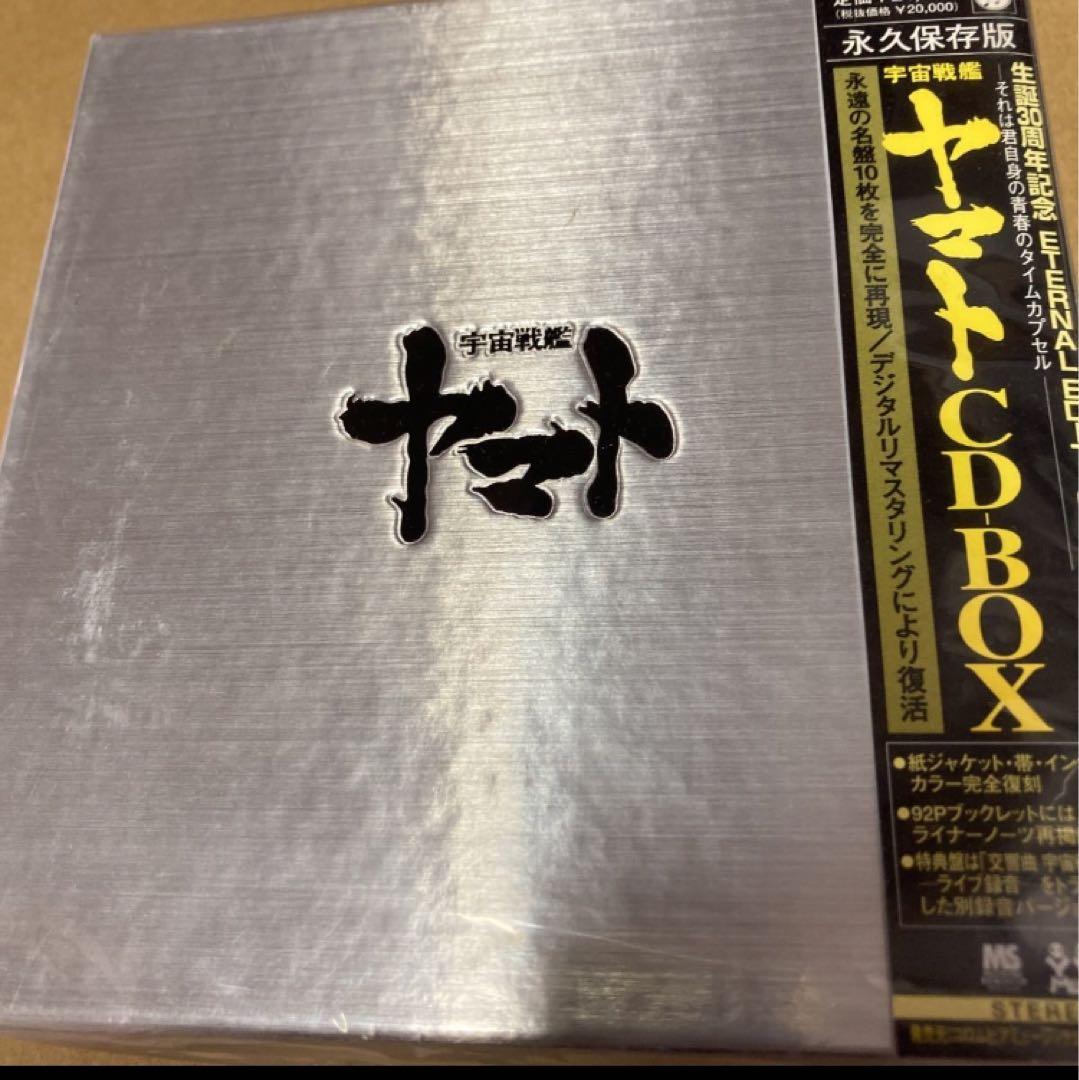 (税抜価格 ¥20,000)
永久保存版
生誕30周年記念 ETERNAL EDIT
それは君自身の青春のタイムカプセル
宇宙戦艦
ヤマトCD-BOX
永遠の名盤10枚を完全に再現/デジタルリマスタリングにより復活
宇宙戦艦
ヤマト
●紙ジャケット・帯・イン
カラー完全復刻
●92Pブックレットには
ライナーノーツ再掲
●特典盤は「交響曲 宇宙
ライブ録音 をト
した別録音バージョ
MS
STERE